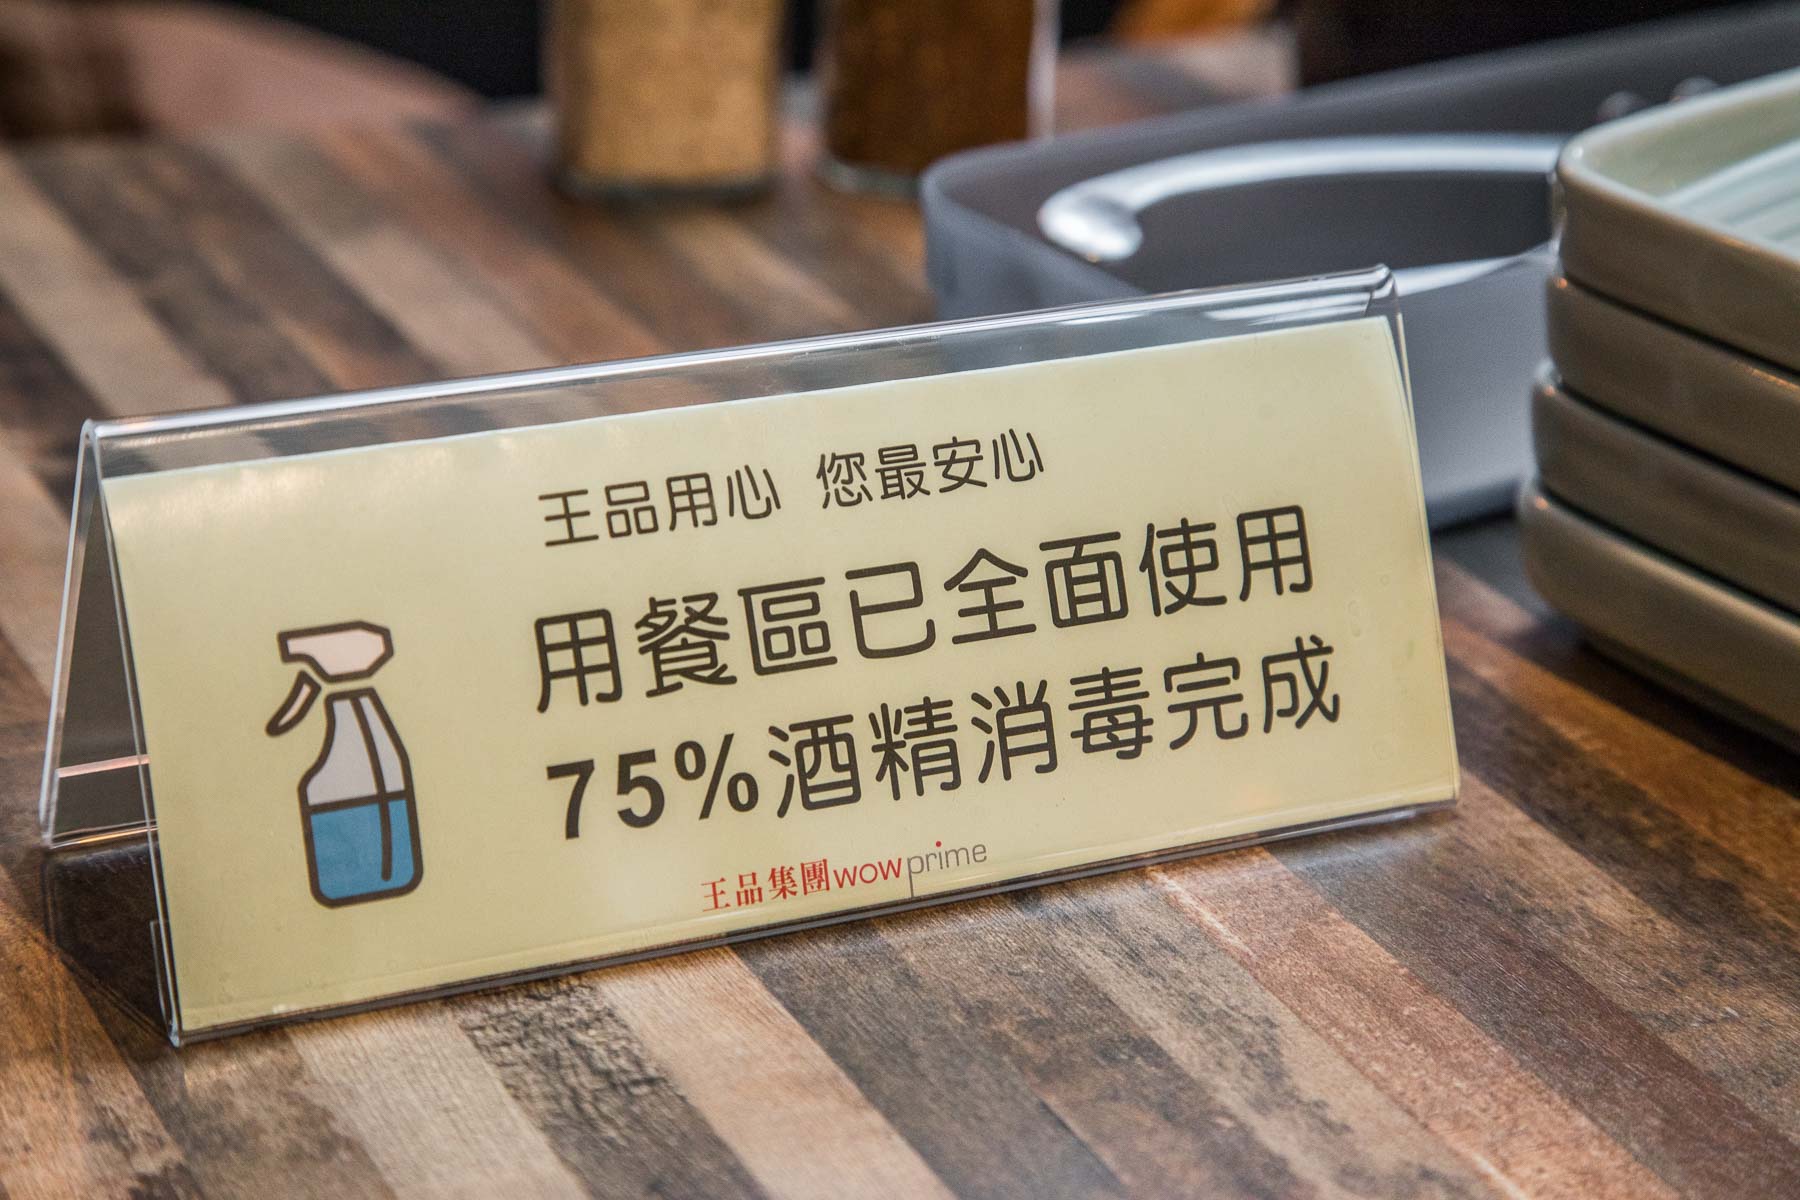 王品用心 您最安心
用餐區已全面使用
75%酒精消毒完成
王品集團wowprime